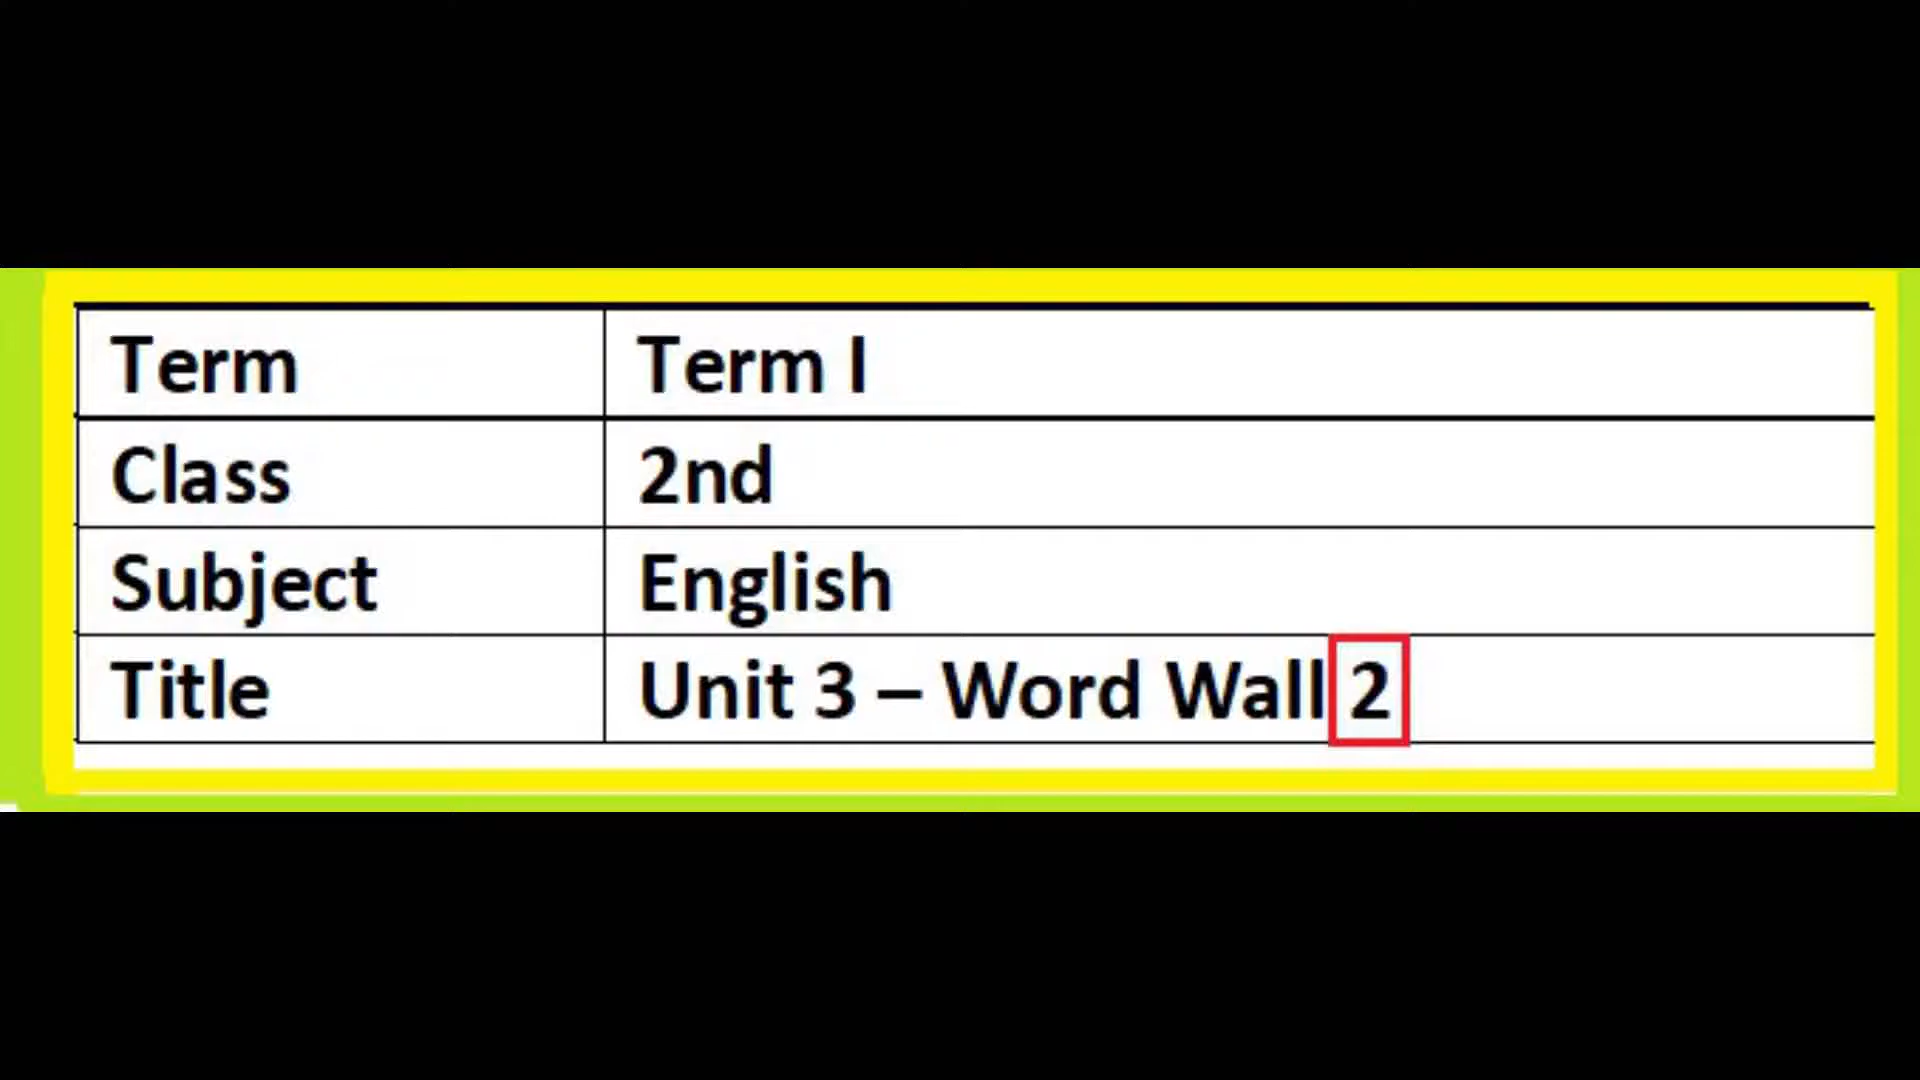 Term Term I
Class 2nd
Subject English
Title Unit 3 – Word Wall 2